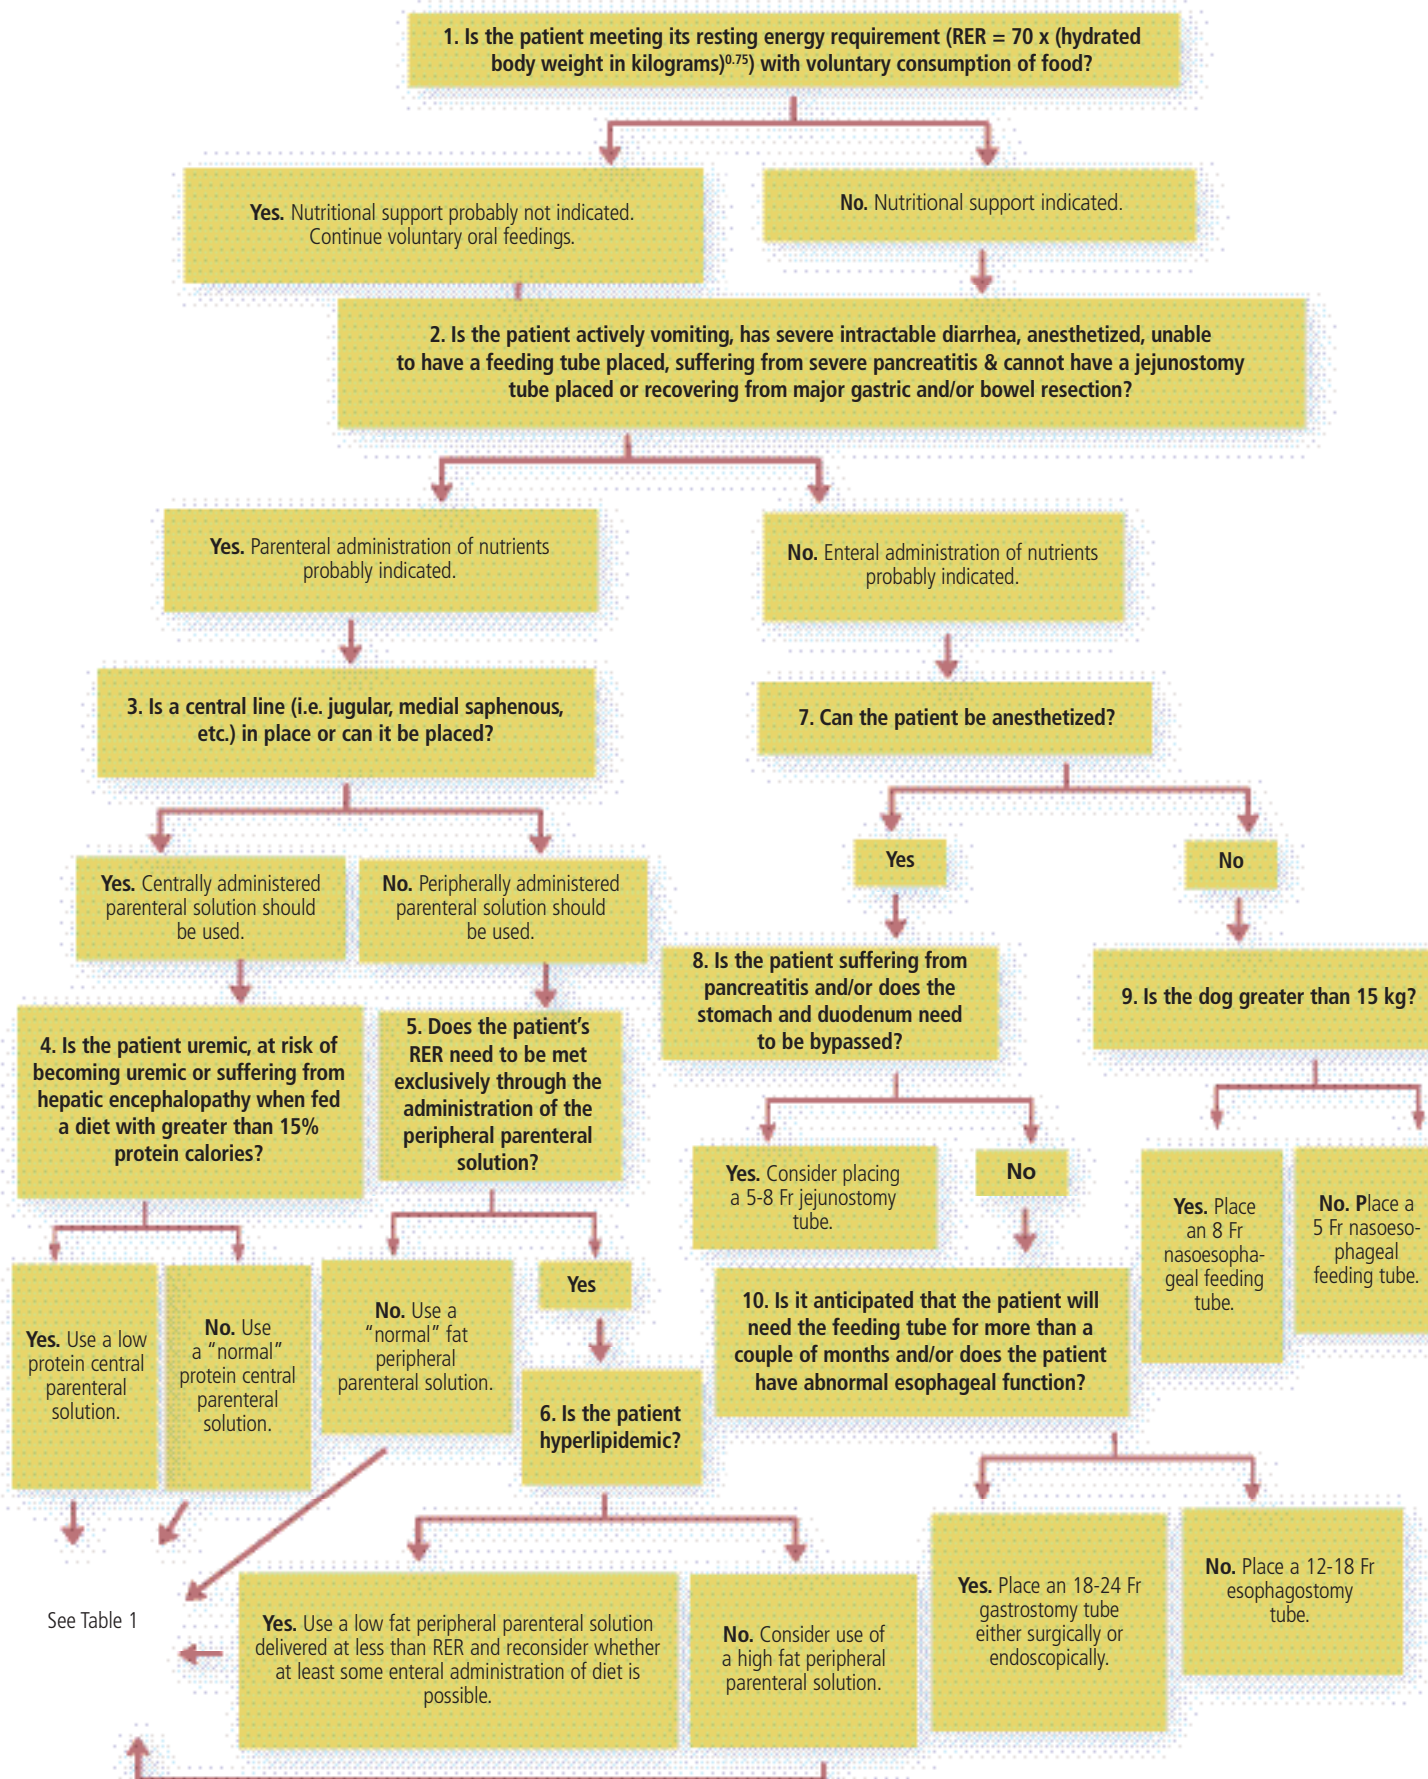 1. Is the patient meeting its resting energy requirement (RER = 70 x (hydrated
body weight in kilograms)⁰·⁷⁵) with voluntary consumption of food?
Yes. Nutritional support probably not indicated.
Continue voluntary oral feedings.
No. Nutritional support indicated.
2. Is the patient actively vomiting, has severe intractable diarrhea, anesthetized, unable
to have a feeding tube placed, suffering from severe pancreatitis & cannot have a jejunostomy
tube placed or recovering from major gastric and/or bowel resection?
Yes. Parenteral administration of nutrients
probably indicated.
No. Enteral administration of nutrients
probably indicated.
3. Is a central line (i.e. jugular, medial saphenous,
etc.) in place or can it be placed?
7. Can the patient be anesthetized?
Yes. Centrally administered
parenteral solution should
be used.
No. Peripherally administered
parenteral solution should
be used.
Yes
No
4. Is the patient uremic, at risk of
becoming uremic or suffering from
hepatic encephalopathy when fed
a diet with greater than 15%
protein calories?
5. Does the patient's
RER need to be met
exclusively through the
administration of the
peripheral parenteral
solution?
8. Is the patient suffering from
pancreatitis and/or does the
stomach and duodenum need
to be bypassed?
9. Is the dog greater than 15 kg?
Yes. Consider placing
a 5-8 Fr jejunostomy
tube.
No
Yes. Place
an 8 Fr
nasoesopha-
geal feeding
tube.
No. Place a
5 Fr nasoeso-
phageal
feeding tube.
Yes. Use a low
protein central
parenteral
solution.
No. Use
a "normal"
protein central
parenteral
solution.
No. Use a
"normal" fat
peripheral
parenteral solution.
Yes
10. Is it anticipated that the patient will
need the feeding tube for more than a
couple of months and/or does the patient
have abnormal esophageal function?
6. Is the patient
hyperlipidemic?
See Table 1
Yes. Use a low fat peripheral parenteral solution
delivered at less than RER and reconsider whether
at least some enteral administration of diet is
possible.
No. Consider use of
a high fat peripheral
parenteral solution.
Yes. Place an 18-24 Fr
gastrostomy tube
either surgically or
endoscopically.
No. Place a 12-18 Fr
esophagostomy
tube.